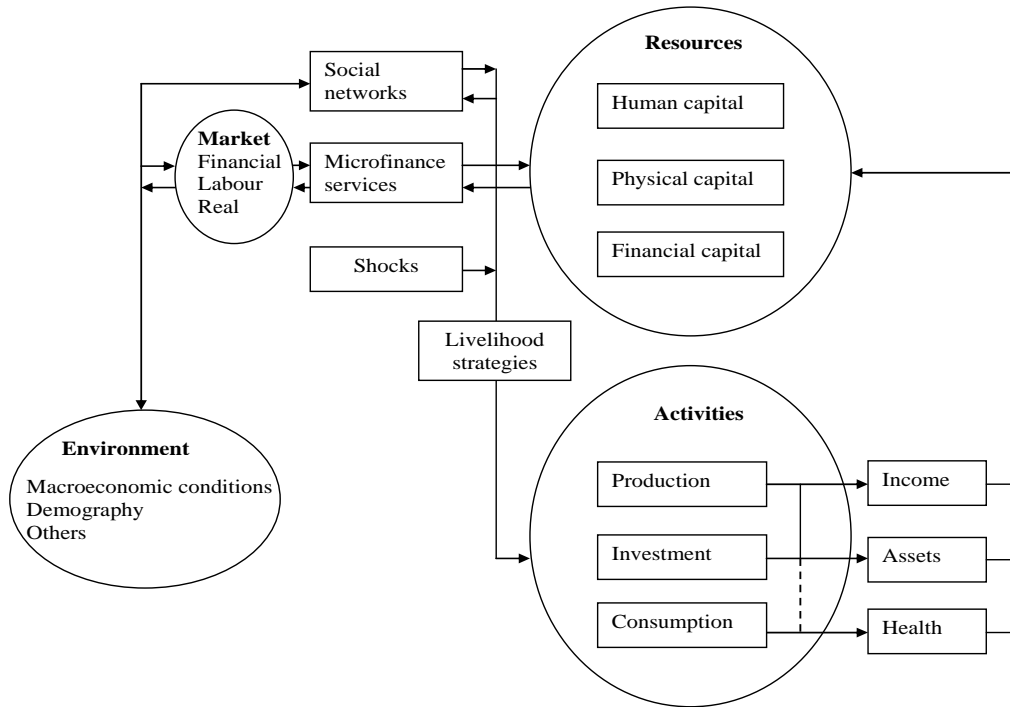 Resources
Human capital
Physical capital
Financial capital
Social
networks
Market
Financial
Labour
Real
Microfinance
services
Shocks
Livelihood
strategies
Environment
Macroeconomic conditions
Demography
Others
Activities
Production
Investment
Consumption
Income
Assets
Health